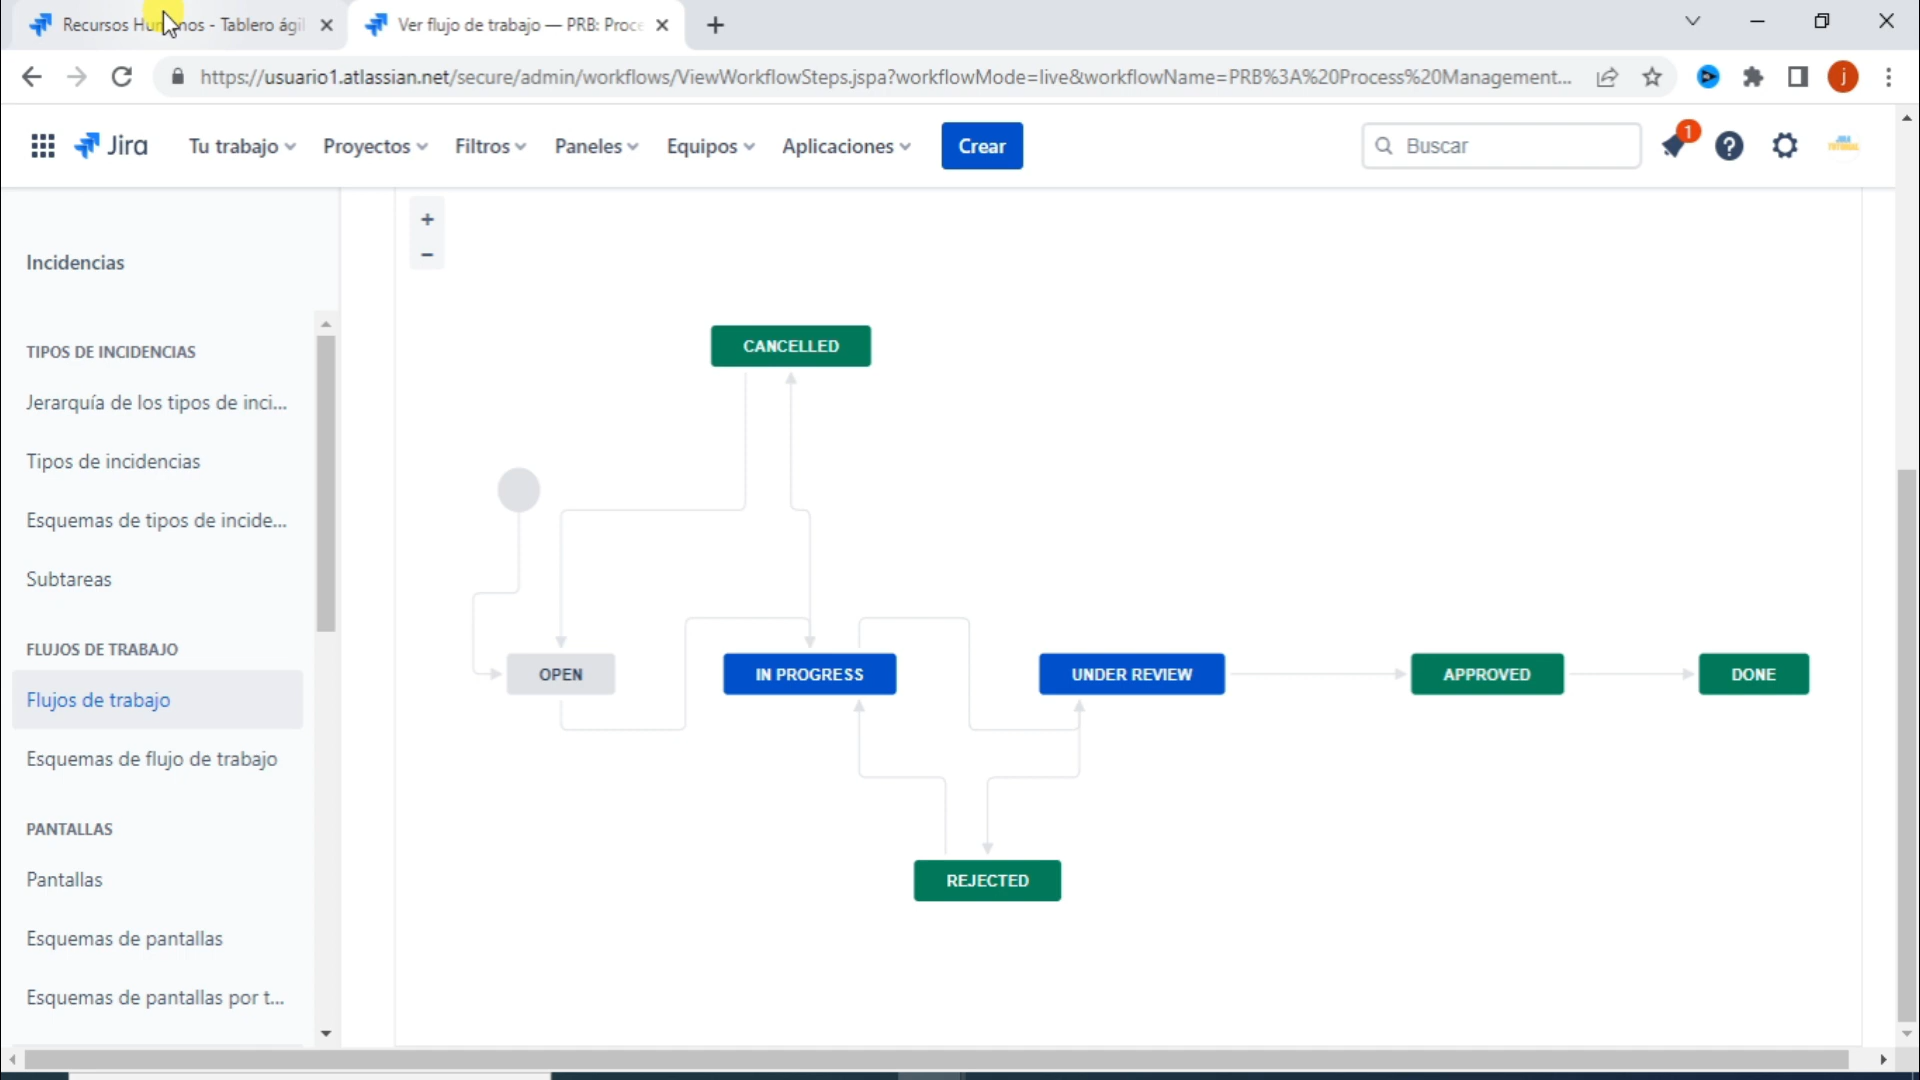 Recursos Humanos - Tablero ágil
Ver flujo de trabajo — PRB: Proce
https://usuario1.atlassian.net/secure/admin/workflows/ViewWorkflowSteps.jspa?workflowMode=live&workflowName=PRB%3A%20Process%20Management...
j
Jira
Tu trabajo
Proyectos
Filtros
Paneles
Equipos
Aplicaciones
Crear
Buscar
1
Incidencias
TIPOS DE INCIDENCIAS
Jerarquía de los tipos de inci...
Tipos de incidencias
Esquemas de tipos de incide...
Subtareas
FLUJOS DE TRABAJO
Flujos de trabajo
Esquemas de flujo de trabajo
PANTALLAS
Pantallas
Esquemas de pantallas
Esquemas de pantallas por t...
+
–
CANCELLED
OPEN
IN PROGRESS
UNDER REVIEW
APPROVED
DONE
REJECTED